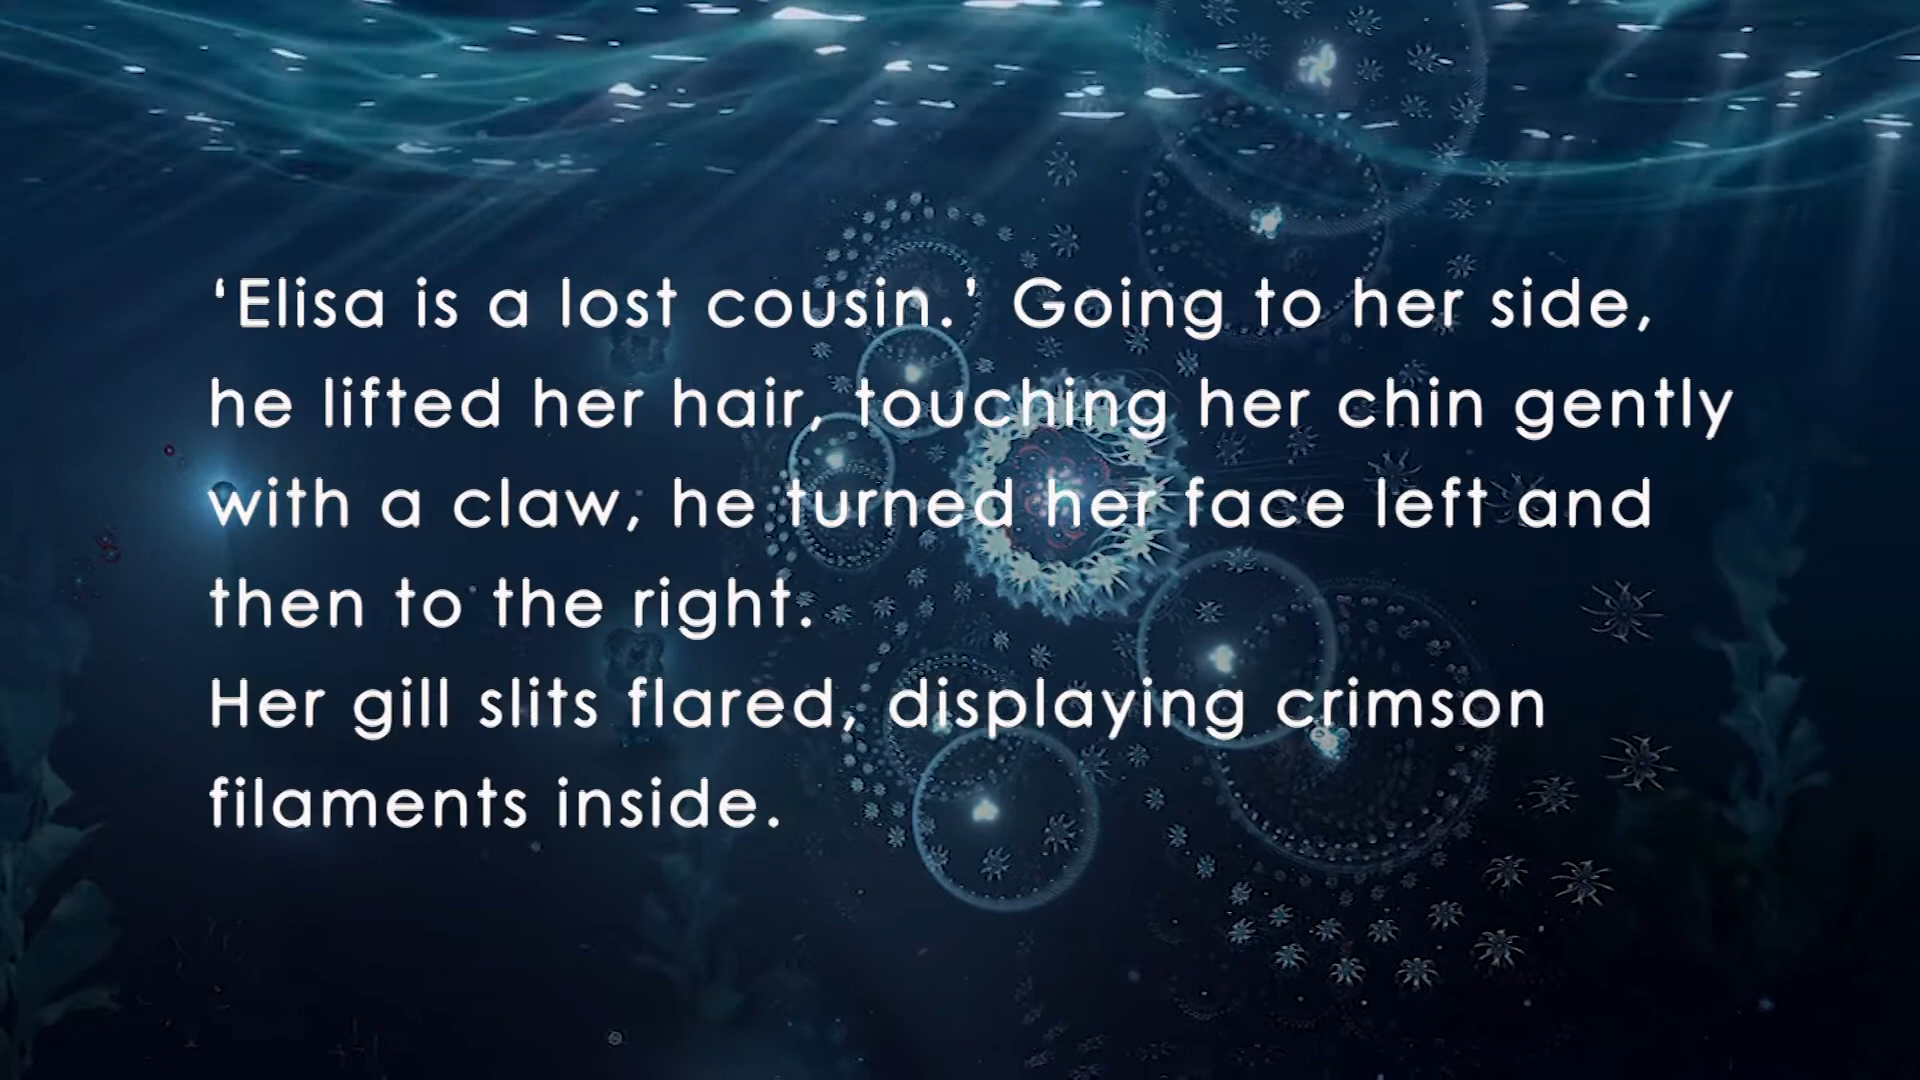 ‘Elisa is a lost cousin.’ Going to her side,
he lifted her hair, touching her chin gently
with a claw, he turned her face left and
then to the right.
Her gill slits flared, displaying crimson
filaments inside.